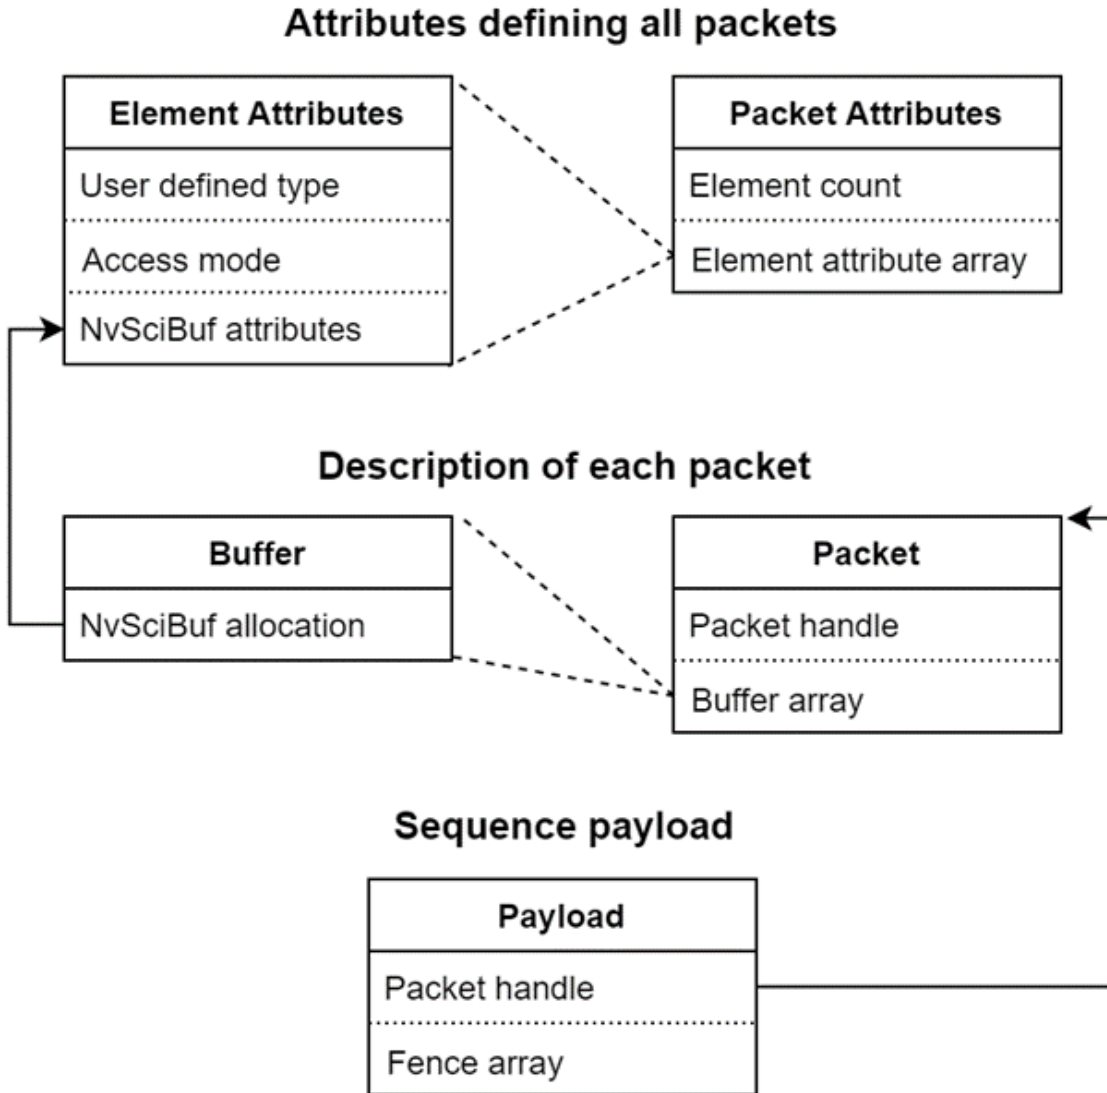 Attributes defining all packets
Element Attributes
User defined type
Access mode
NvSciBuf attributes
Packet Attributes
Element count
Element attribute array
Description of each packet
Buffer
NvSciBuf allocation
Packet
Packet handle
Buffer array
Sequence payload
Payload
Packet handle
Fence array